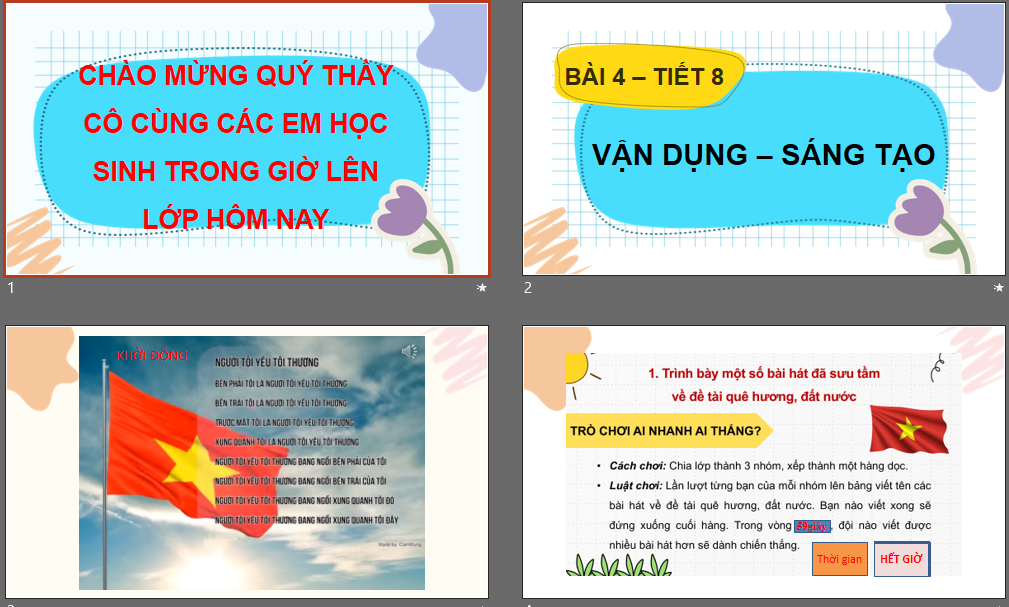 CHÀO MỪNG QUÝ THẦY
CÔ CÙNG CÁC EM HỌC
SINH TRONG GIỜ LÊN
LỚP HÔM NAY
1
BÀI 4 – TIẾT 8
VẬN DỤNG – SÁNG TẠO
2
KHỞI ĐỘNG
NGƯỜI TÔI YÊU TÔI THƯƠNG
BÊN PHẢI TÔI LÀ NGƯỜI TÔI YÊU TÔI THƯƠNG
BÊN TRÁI TÔI LÀ NGƯỜI TÔI YÊU TÔI THƯƠNG
TRƯỚC MẶT TÔI LÀ NGƯỜI TÔI YÊU TÔI THƯƠNG
XUNG QUANH TÔI LÀ NGƯỜI TÔI YÊU TÔI THƯƠNG
NGƯỜI TÔI YÊU TÔI THƯƠNG ĐANG NGỒI BÊN PHẢI CỦA TÔI
NGƯỜI TÔI YÊU TÔI THƯƠNG ĐANG NGỒI BÊN TRÁI CỦA TÔI
NGƯỜI TÔI YÊU TÔI THƯƠNG ĐANG NGỒI XUNG QUANH TÔI ĐÓ
NGƯỜI TÔI YÊU TÔI THƯƠNG ĐANG NGỒI XUNG QUANH TÔI ĐÂY
Made by:
1. Trình bày một số bài hát đã sưu tầm
về đề tài quê hương, đất nước
TRÒ CHƠI AI NHANH AI THẮNG?
• Cách chơi: Chia lớp thành 3 nhóm, xếp thành một hàng dọc.
• Luật chơi: Lần lượt từng bạn của mỗi nhóm lên bảng viết tên các
bài hát về đề tài quê hương, đất nước. Bạn nào viết xong sẽ
đứng xuống cuối hàng. Trong vòng 59giây, đội nào viết được
nhiều bài hát hơn sẽ dành chiến thắng.
Thời gian
HẾT GIỜ